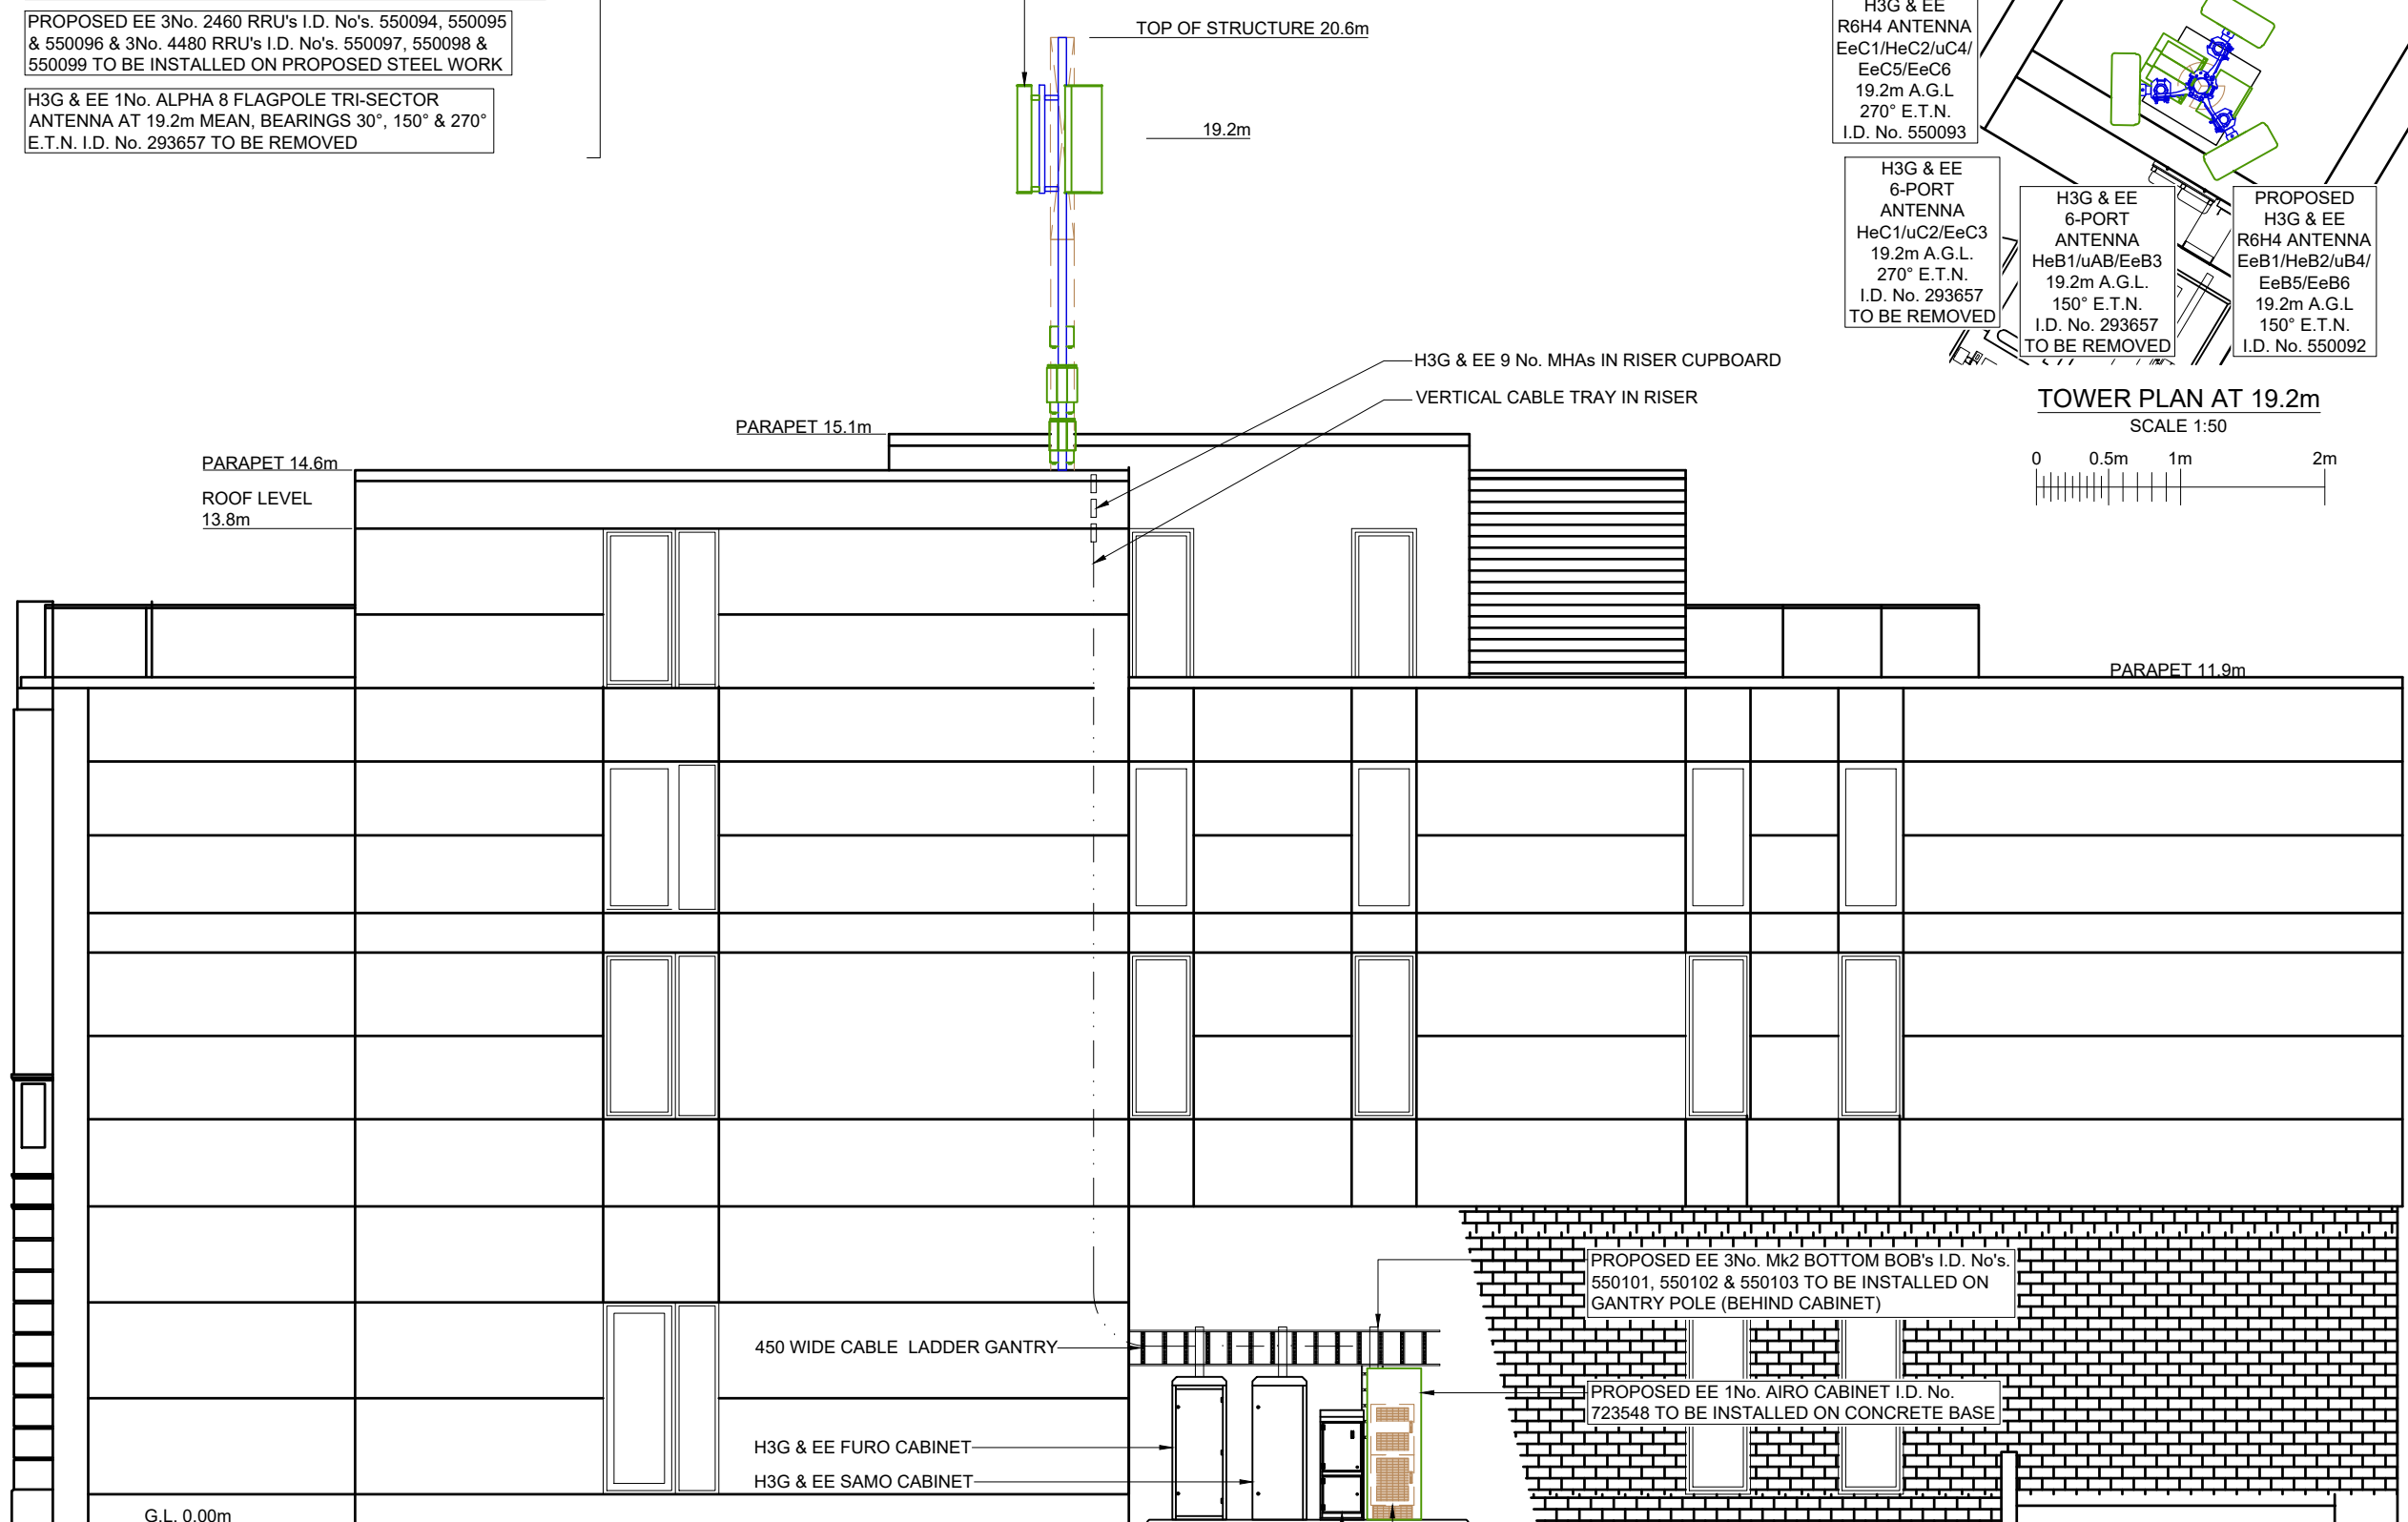 PROPOSED EE 3No. 2460 RRU's I.D. No's. 550094, 550095
& 550096 & 3No. 4480 RRU's I.D. No's. 550097, 550098 &
550099 TO BE INSTALLED ON PROPOSED STEEL WORK
H3G & EE 1No. ALPHA 8 FLAGPOLE TRI-SECTOR
ANTENNA AT 19.2m MEAN, BEARINGS 30°, 150° & 270°
E.T.N. I.D. No. 293657 TO BE REMOVED
TOP OF STRUCTURE 20.6m
19.2m
H3G & EE
R6H4 ANTENNA
EeC1/HeC2/uC4/
EeC5/EeC6
19.2m A.G.L
270° E.T.N.
I.D. No. 550093
H3G & EE
6-PORT
ANTENNA
HeC1/uC2/EeC3
19.2m A.G.L.
270° E.T.N.
I.D. No. 293657
TO BE REMOVED
H3G & EE
6-PORT
ANTENNA
HeB1/uAB/EeB3
19.2m A.G.L.
150° E.T.N.
I.D. No. 293657
TO BE REMOVED
PROPOSED
H3G & EE
R6H4 ANTENNA
EeB1/HeB2/uB4/
EeB5/EeB6
19.2m A.G.L
150° E.T.N.
I.D. No. 550092
TOWER PLAN AT 19.2m
SCALE 1:50
0 0.5m 1m 2m
H3G & EE 9 No. MHAs IN RISER CUPBOARD
VERTICAL CABLE TRAY IN RISER
PARAPET 15.1m
PARAPET 14.6m
ROOF LEVEL
13.8m
PARAPET 11.9m
PROPOSED EE 3No. Mk2 BOTTOM BOB's I.D. No's.
550101, 550102 & 550103 TO BE INSTALLED ON
GANTRY POLE (BEHIND CABINET)
450 WIDE CABLE LADDER GANTRY
PROPOSED EE 1No. AIRO CABINET I.D. No.
723548 TO BE INSTALLED ON CONCRETE BASE
H3G & EE FURO CABINET
H3G & EE SAMO CABINET
G.L. 0.00m